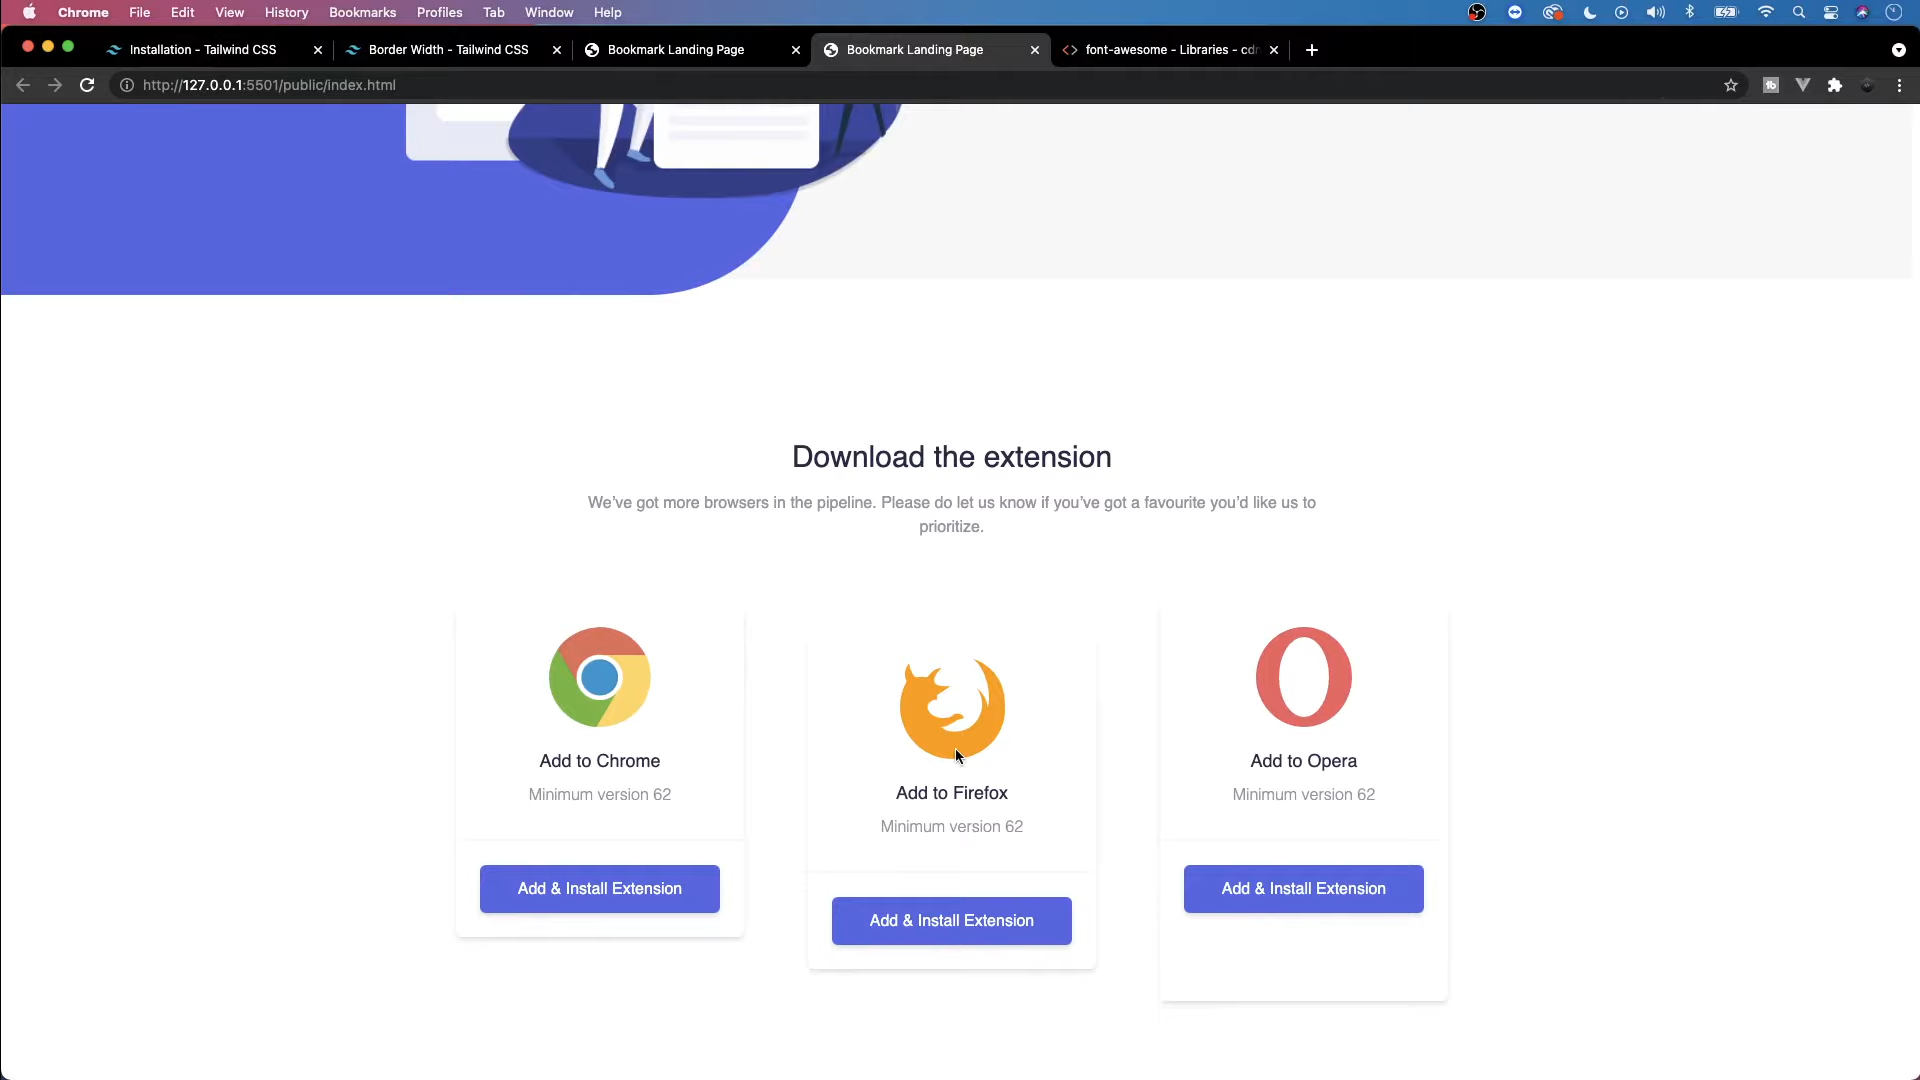 Chrome File Edit View History Bookmarks Profiles Tab Window Help
Installation - Tailwind CSS
Border Width - Tailwind CSS
Bookmark Landing Page
Bookmark Landing Page
font-awesome - Libraries - cdn
http://127.0.0.1:5501/public/index.html
Download the extension
We’ve got more browsers in the pipeline. Please do let us know if you’ve got a favourite you’d like us to
prioritize.
Add to Chrome
Minimum version 62
Add & Install Extension
Add to Firefox
Minimum version 62
Add & Install Extension
Add to Opera
Minimum version 62
Add & Install Extension